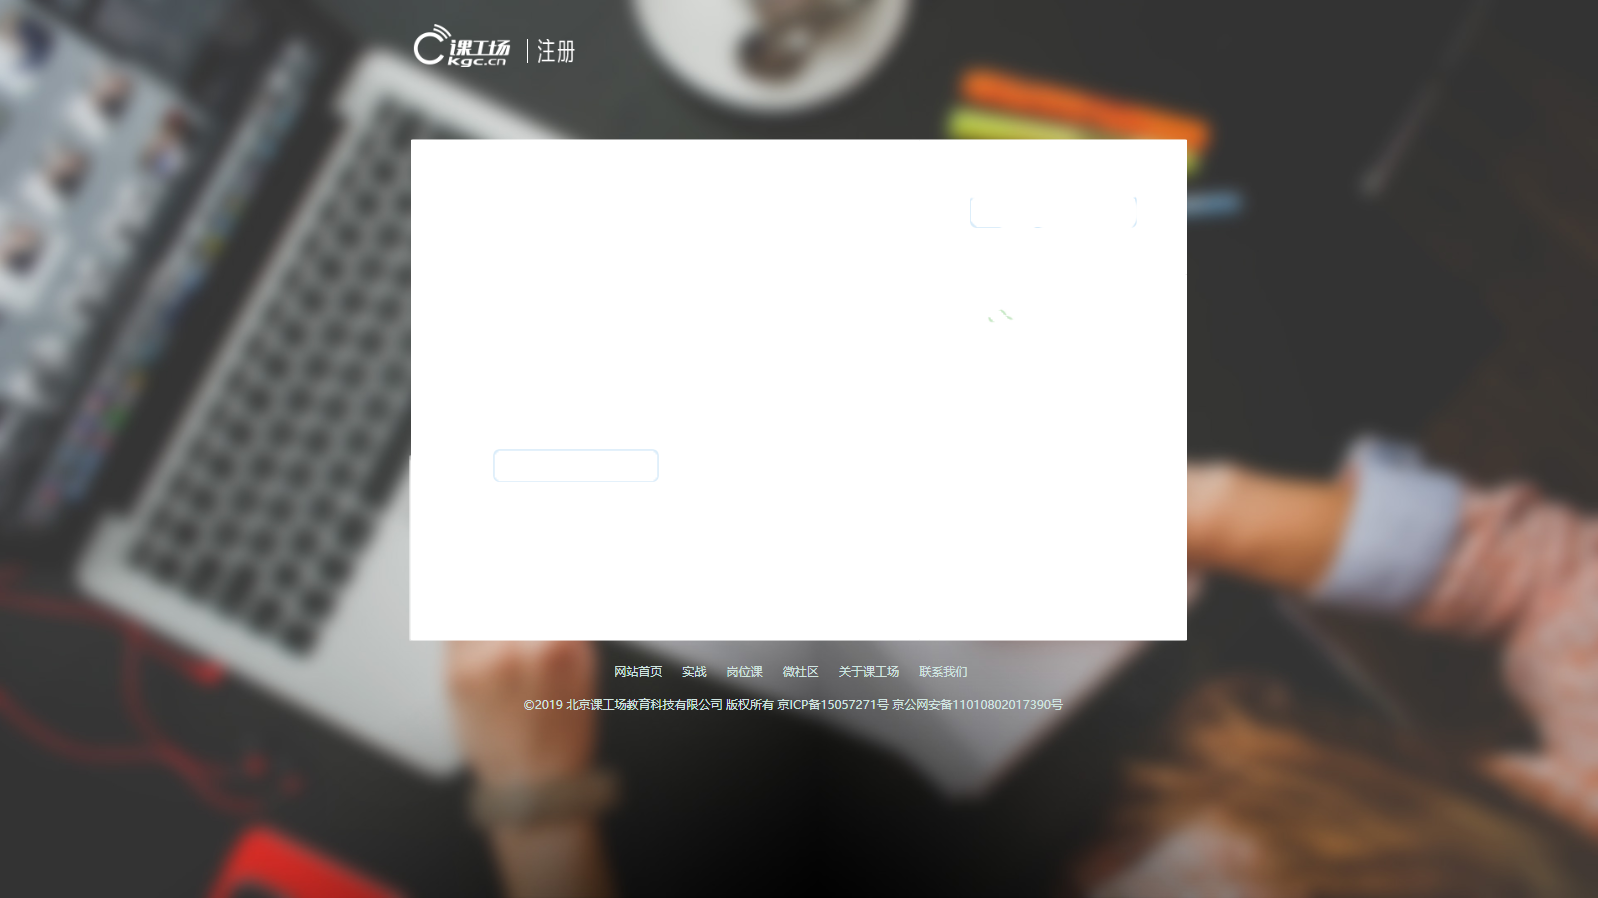 课工场 kgc.cn | 注册
网站首页 实战 岗位课 微社区 关于课工场 联系我们
©2019 北京课工场教育科技有限公司 版权所有 京ICP备15057271号 京公网安备11010802017390号